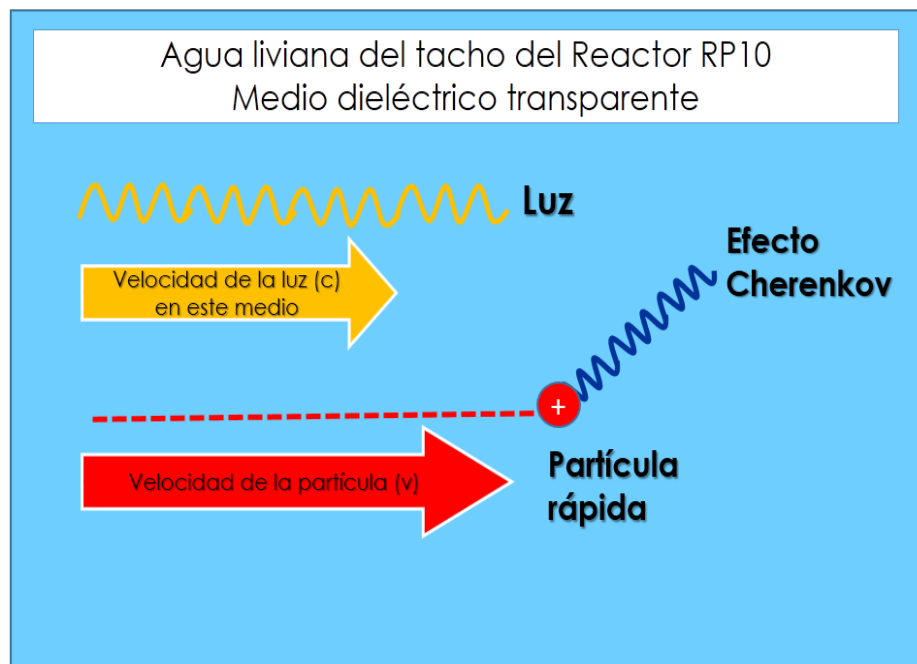 Agua liviana del tacho del Reactor RP10
Medio dieléctrico transparente
Luz
Velocidad de la luz (c)
en este medio
Efecto
Cherenkov
+
Velocidad de la partícula (v)
Partícula
rápida